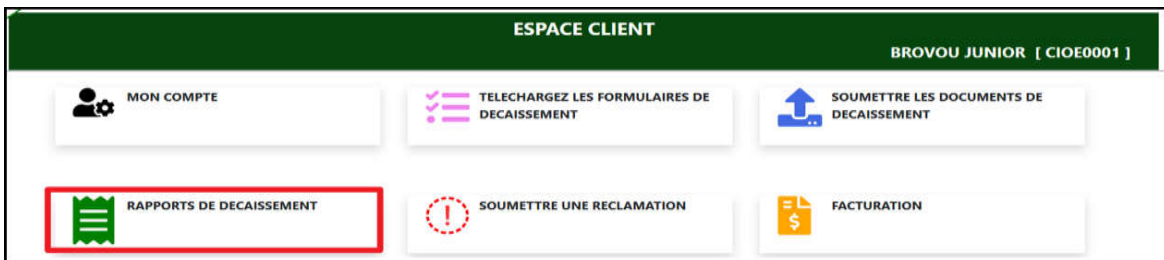 ESPACE CLIENT
BROVOU JUNIOR [ CIOE0001 ]
MON COMPTE
TELECHARGEZ LES FORMULAIRES DE
DECAISSEMENT
SOUMETTRE LES DOCUMENTS DE
DECAISSEMENT
RAPPORTS DE DECAISSEMENT
SOUMETTRE UNE RECLAMATION
FACTURATION